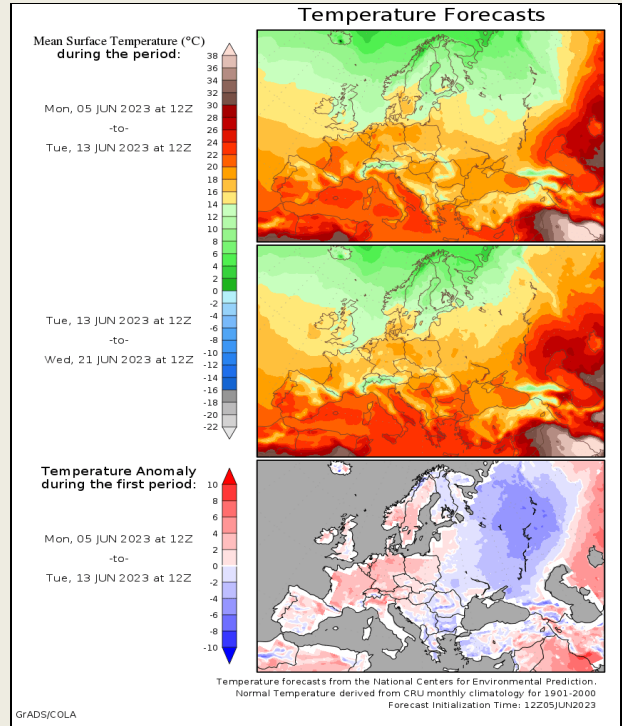 Temperature Forecasts
Mean Surface Temperature (°C)
during the period:
38
36
34
32
30
28
26
24
22
20
18
16
14
12
10
8
6
4
2
0
-2
-4
-6
-8
-10
-12
-14
-16
-18
-20
-22
Mon, 05 JUN 2023 at 12Z
-to-
Tue, 13 JUN 2023 at 12Z
Tue, 13 JUN 2023 at 12Z
-to-
Wed, 21 JUN 2023 at 12Z
Temperature Anomaly
during the first period:
10
8
6
4
2
0
-2
-4
-6
-8
-10
Mon, 05 JUN 2023 at 12Z
-to-
Tue, 13 JUN 2023 at 12Z
Temperature forecasts from the National Centers for Environmental Prediction.
Normal Temperature derived from CRU monthly climatology for 1901-2000
Forecast Initialization Time: 12Z05JUN2023
GrADS/COLA